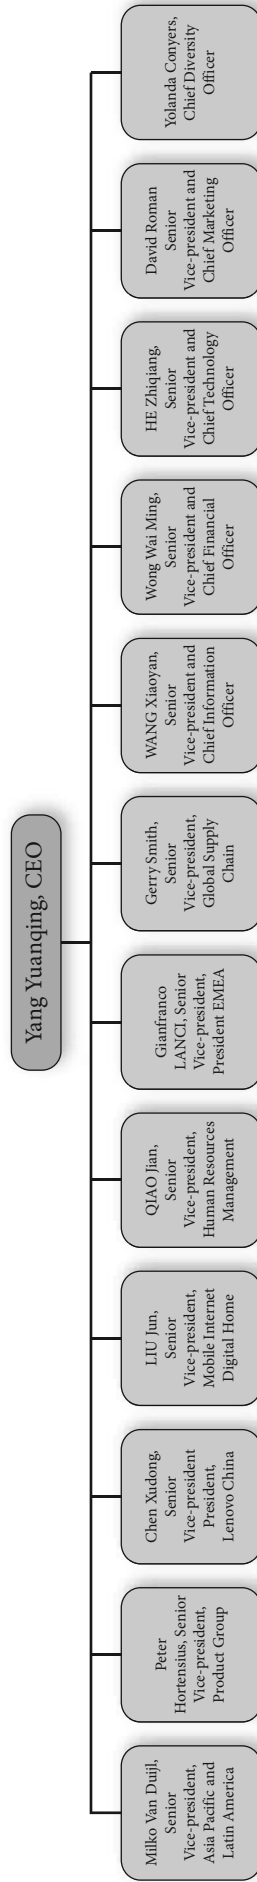 Yang Yuanqing, CEO
Milko Van Duijl,
Senior
Vice-president,
Asia Pacific and
Latin America
Peter
Hortensius, Senior
Vice-president,
Product Group
Chen Xudong,
Senior
Vice-president
President,
Lenovo China
LIU Jun,
Senior
Vice-president,
Mobile Internet
Digital Home
QIAO Jian,
Senior
Vice-president,
Human Resources
Management
Gianfranco
LANCI, Senior
Vice-president,
President EMEA
Gerry Smith,
Senior
Vice-president,
Global Supply
Chain
WANG Xiaoyan,
Senior
Vice-president and
Chief Information
Officer
Wong Wai Ming,
Senior
Vice-president and
Chief Financial
Officer
HE Zhiqiang,
Senior
Vice-president and
Chief Technology
Officer
David Roman
Senior
Vice-president and
Chief Marketing
Officer
Yolanda Conyers,
Chief Diversity
Officer